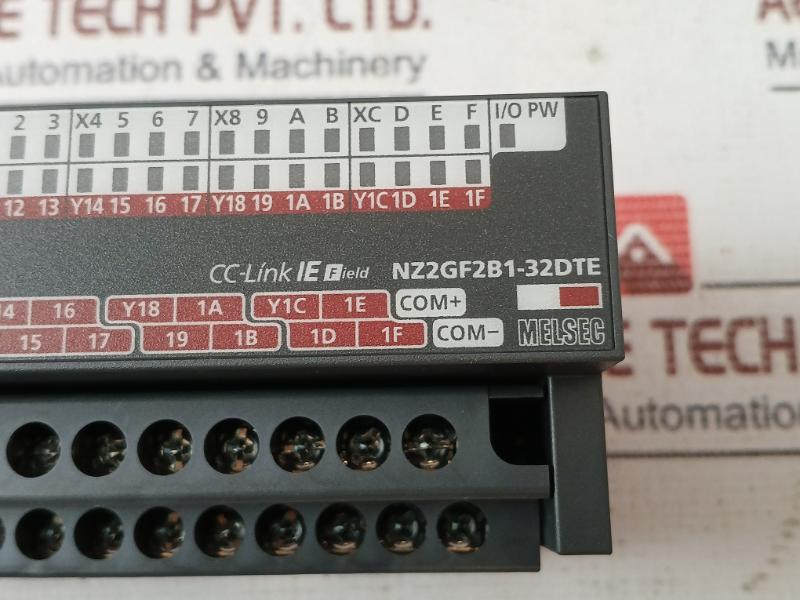 E TECH PVT. LTD.
Automation & Machinery
2 3 X4 5 6 7 X8 9 A B XC D E F I/O PW
12 13 Y14 15 16 17 Y18 19 1A 1B Y1C 1D 1E 1F
CC-Link IE Field NZ2GF2B1-32DTE
16 Y18 1A Y1C 1E COM+
15 17 19 1B 1D 1F COM-
MELSEC
E TECH
Automation